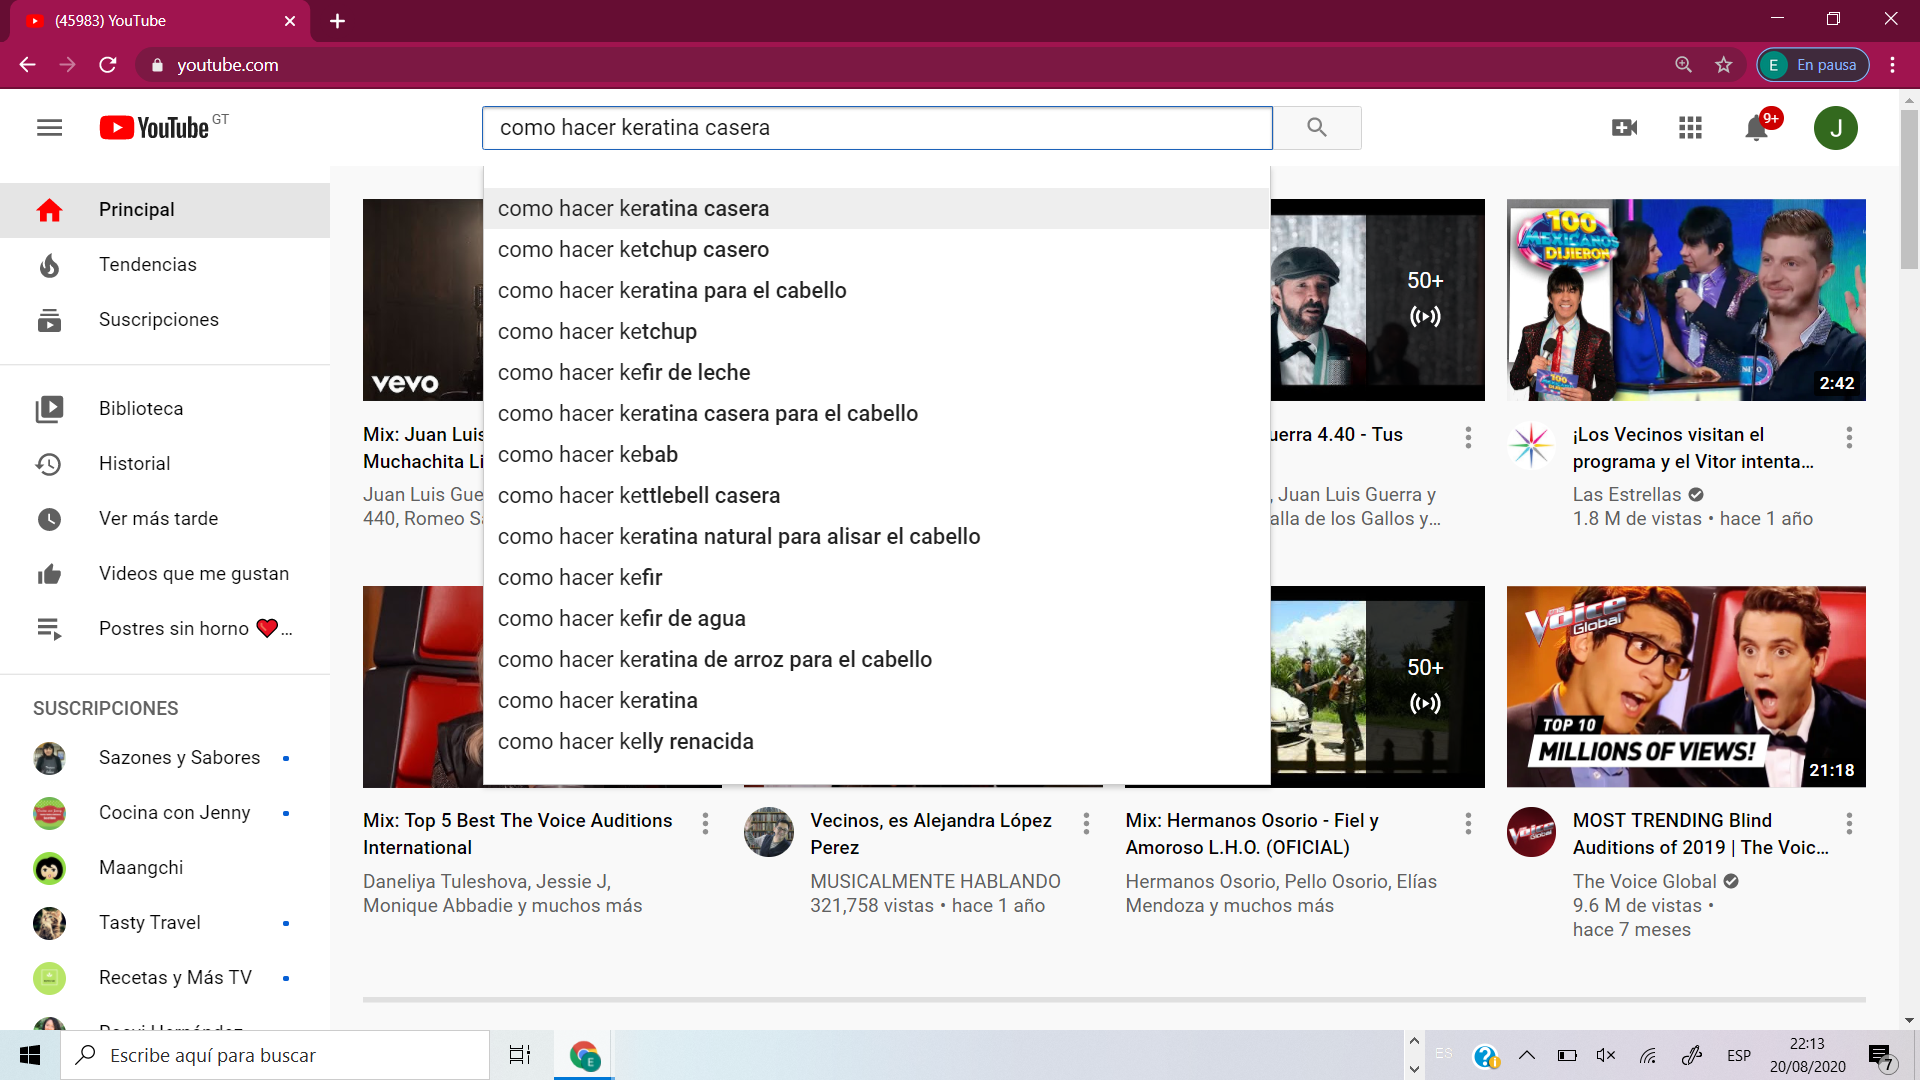 (45983) YouTube
youtube.com
E
En pausa
YouTube GT
como hacer keratina casera
9+
J
Principal
Tendencias
Suscripciones
Biblioteca
Historial
Ver más tarde
Videos que me gustan
Postres sin horno ❤️...
SUSCRIPCIONES
Sazones y Sabores
Cocina con Jenny
Maangchi
Tasty Travel
Recetas y Más TV
como hacer keratina casera
como hacer ketchup casero
como hacer keratina para el cabello
como hacer ketchup
como hacer kefir de leche
como hacer keratina casera para el cabello
como hacer kebab
como hacer kettlebell casera
como hacer keratina natural para alisar el cabello
como hacer kefir
como hacer kefir de agua
como hacer keratina de arroz para el cabello
como hacer keratina
como hacer kelly renacida
vevo
Mix: Juan Luis
Muchachita Li
Juan Luis Gue
440, Romeo S
50+
uerra 4.40 - Tus
, Juan Luis Guerra y
alla de los Gallos y...
100
MEXICANOS
DIJERON
2:42
¡Los Vecinos visitan el
programa y el Vitor intenta...
Las Estrellas
1.8 M de vistas • hace 1 año
Mix: Top 5 Best The Voice Auditions
International
Daneliya Tuleshova, Jessie J,
Monique Abbadie y muchos más
Vecinos, es Alejandra López
Perez
MUSICALMENTE HABLANDO
321,758 vistas • hace 1 año
50+
Mix: Hermanos Osorio - Fiel y
Amoroso L.H.O. (OFICIAL)
Hermanos Osorio, Pello Osorio, Elías
Mendoza y muchos más
the Voice
Global
TOP 10
MILLIONS OF VIEWS!
21:18
MOST TRENDING Blind
Auditions of 2019 | The Voic...
The Voice Global
9.6 M de vistas •
hace 7 meses
Escribe aquí para buscar
E
ES
ESP
22:13
20/08/2020
7